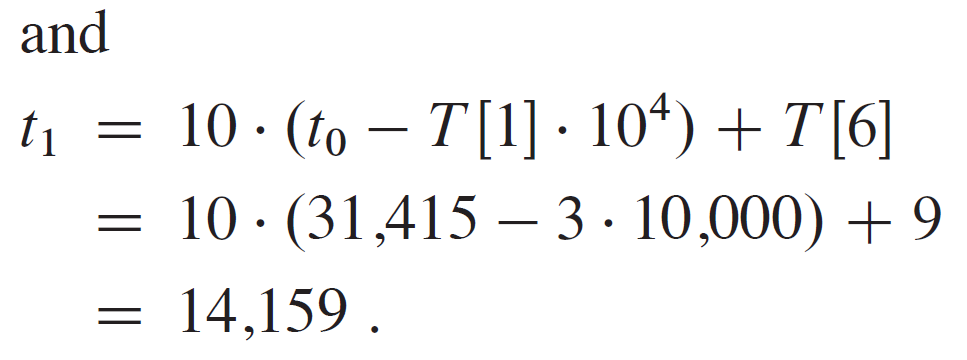 and
t₁ = 10 · (t₀ − T[1] · 10⁴) + T[6]
= 10 · (31,415 − 3 · 10,000) + 9
= 14,159 .